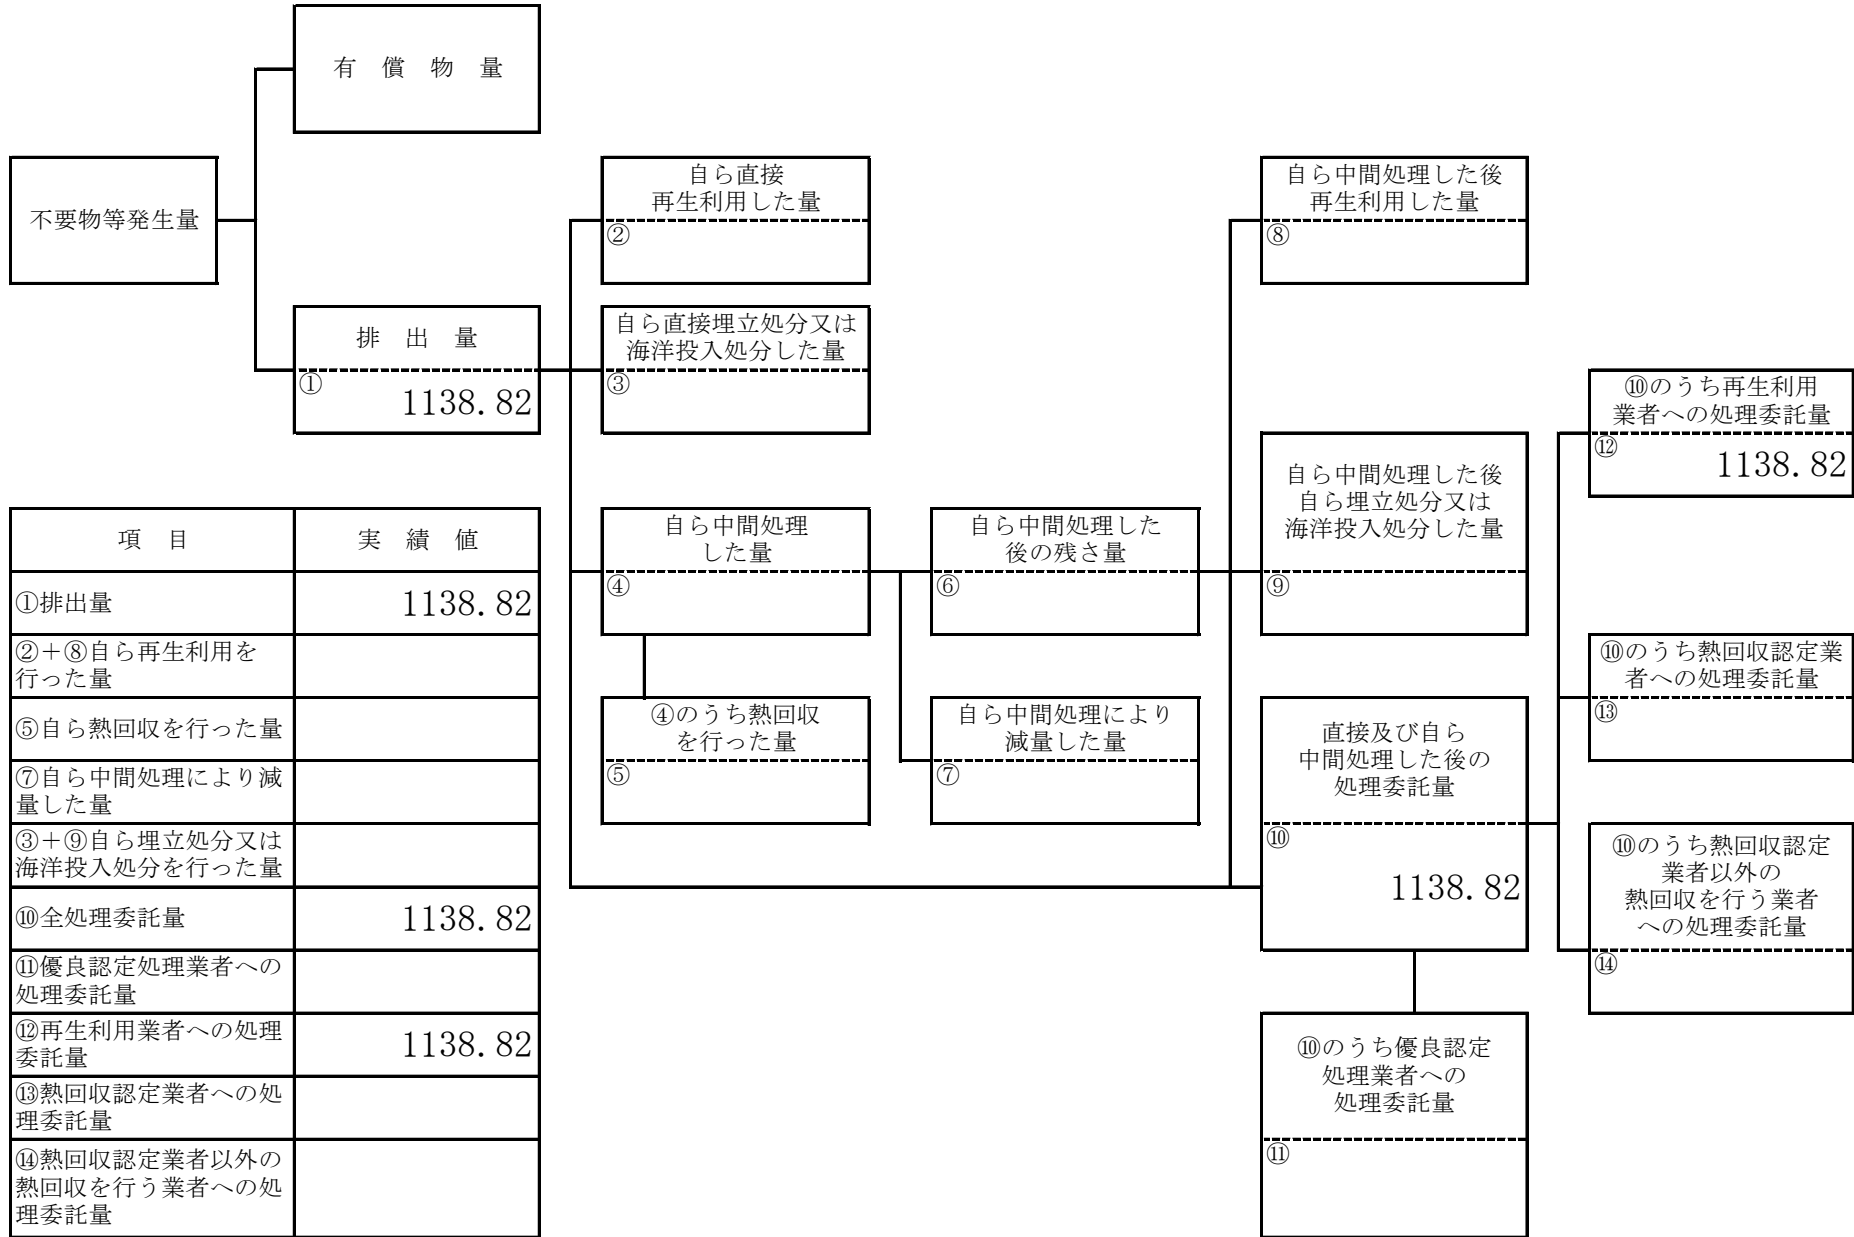 有　償　物　量
不要物等発生量
排　出　量
①
1138.82
自ら直接
再生利用した量
②
自ら直接埋立処分又は
海洋投入処分した量
③
自ら中間処理
した量
④
④のうち熱回収
を行った量
⑤
自ら中間処理した
後の残さ量
⑥
自ら中間処理により
減量した量
⑦
自ら中間処理した後
再生利用した量
⑧
自ら中間処理した後
自ら埋立処分又は
海洋投入処分した量
⑨
直接及び自ら
中間処理した後の
処理委託量
⑩
1138.82
⑩のうち優良認定
処理業者への
処理委託量
⑪
⑩のうち再生利用
業者への処理委託量
⑫
1138.82
⑩のうち熱回収認定業
者への処理委託量
⑬
⑩のうち熱回収認定
業者以外の
熱回収を行う業者
への処理委託量
⑭
項　目　実　績　値
①排出量　1138.82
②＋⑧自ら再生利用を
行った量
⑤自ら熱回収を行った量
⑦自ら中間処理により減
量した量
③＋⑨自ら埋立処分又は
海洋投入処分を行った量
⑩全処理委託量　1138.82
⑪優良認定処理業者への
処理委託量
⑫再生利用業者への処理
委託量　1138.82
⑬熱回収認定業者への処
理委託量
⑭熱回収認定業者以外の
熱回収を行う業者への処
理委託量